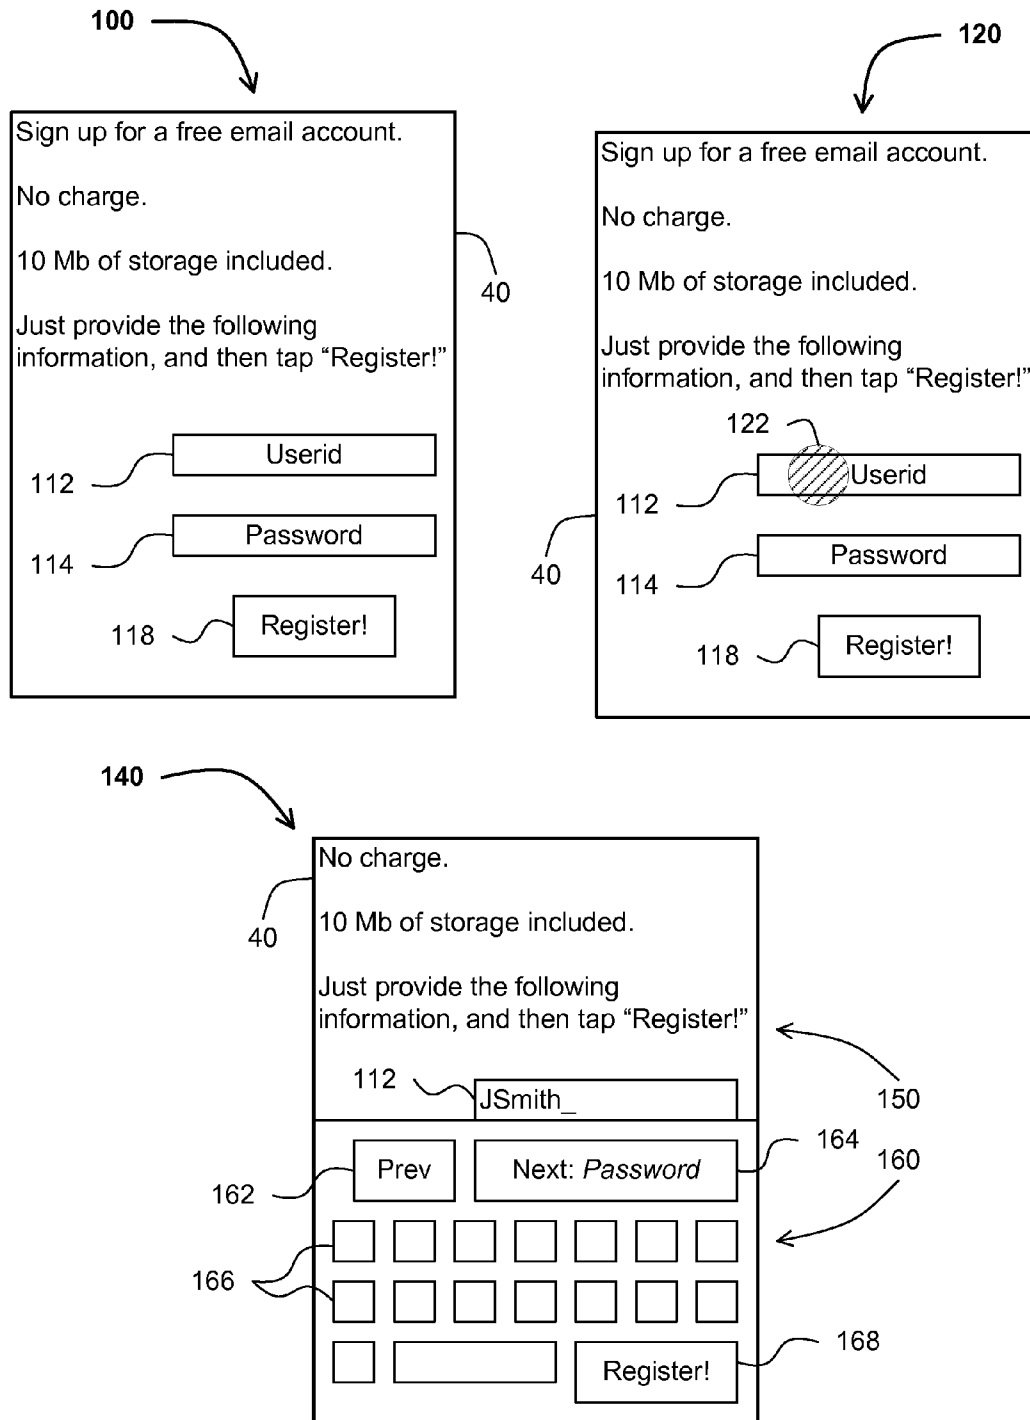 100
Sign up for a free email account.
No charge.
10 Mb of storage included.
40
Just provide the following
information, and then tap “Register!”
112
Userid
114
Password
118
Register!
120
Sign up for a free email account.
No charge.
10 Mb of storage included.
Just provide the following
information, and then tap “Register!”
122
112
Userid
40
114
Password
118
Register!
140
No charge.
40
10 Mb of storage included.
Just provide the following
information, and then tap “Register!”
112
JSmith_
150
162
Prev
Next: Password
164
160
166
Register!
168